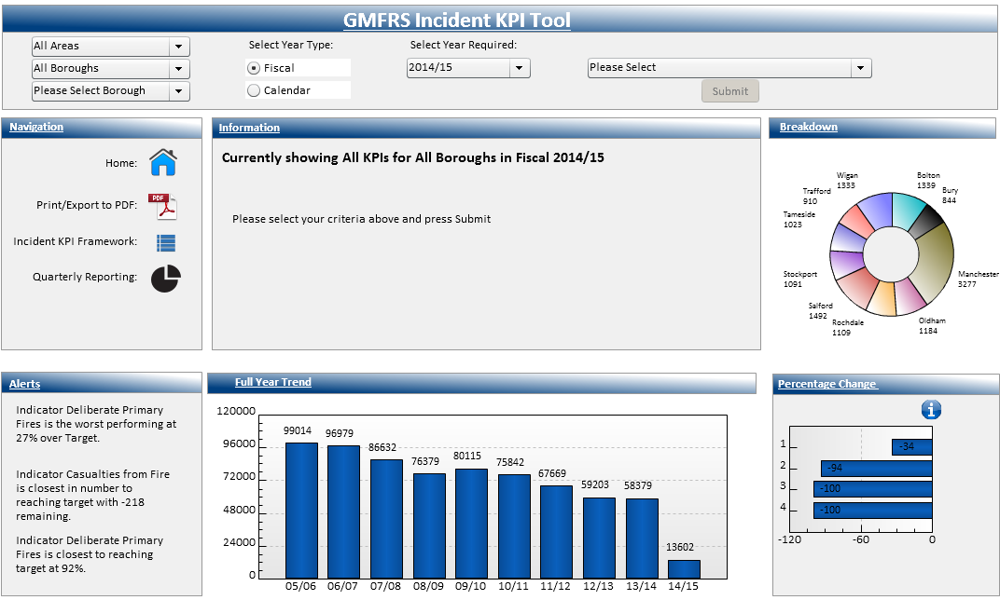 GMFRS Incident KPI Tool
All Areas
All Boroughs
Please Select Borough
Select Year Type:
Fiscal
Calendar
Select Year Required:
2014/15
Please Select
Submit
Navigation
Home:
Print/Export to PDF:
PDF
Incident KPI Framework:
Quarterly Reporting:
Information
Currently showing All KPIs for All Boroughs in Fiscal 2014/15
Please select your criteria above and press Submit
Breakdown
Wigan
1333
Bolton
1339
Bury
844
Trafford
910
Tameside
1023
Stockport
1091
Manchester
3277
Salford
1492
Rochdale
1109
Oldham
1184
Alerts
Indicator Deliberate Primary
Fires is the worst performing at
27% over Target.
Indicator Casualties from Fire
is closest in number to
reaching target with -218
remaining.
Indicator Deliberate Primary
Fires is closest to reaching
target at 92%.
Full Year Trend
120000
96000
72000
48000
24000
0
99014
96979
86632
76379
80115
75842
67669
59203
58379
13602
05/06
06/07
07/08
08/09
09/10
10/11
11/12
12/13
13/14
14/15
Percentage Change
i
1
-34
2
-94
3
-100
4
-100
-120
-60
0